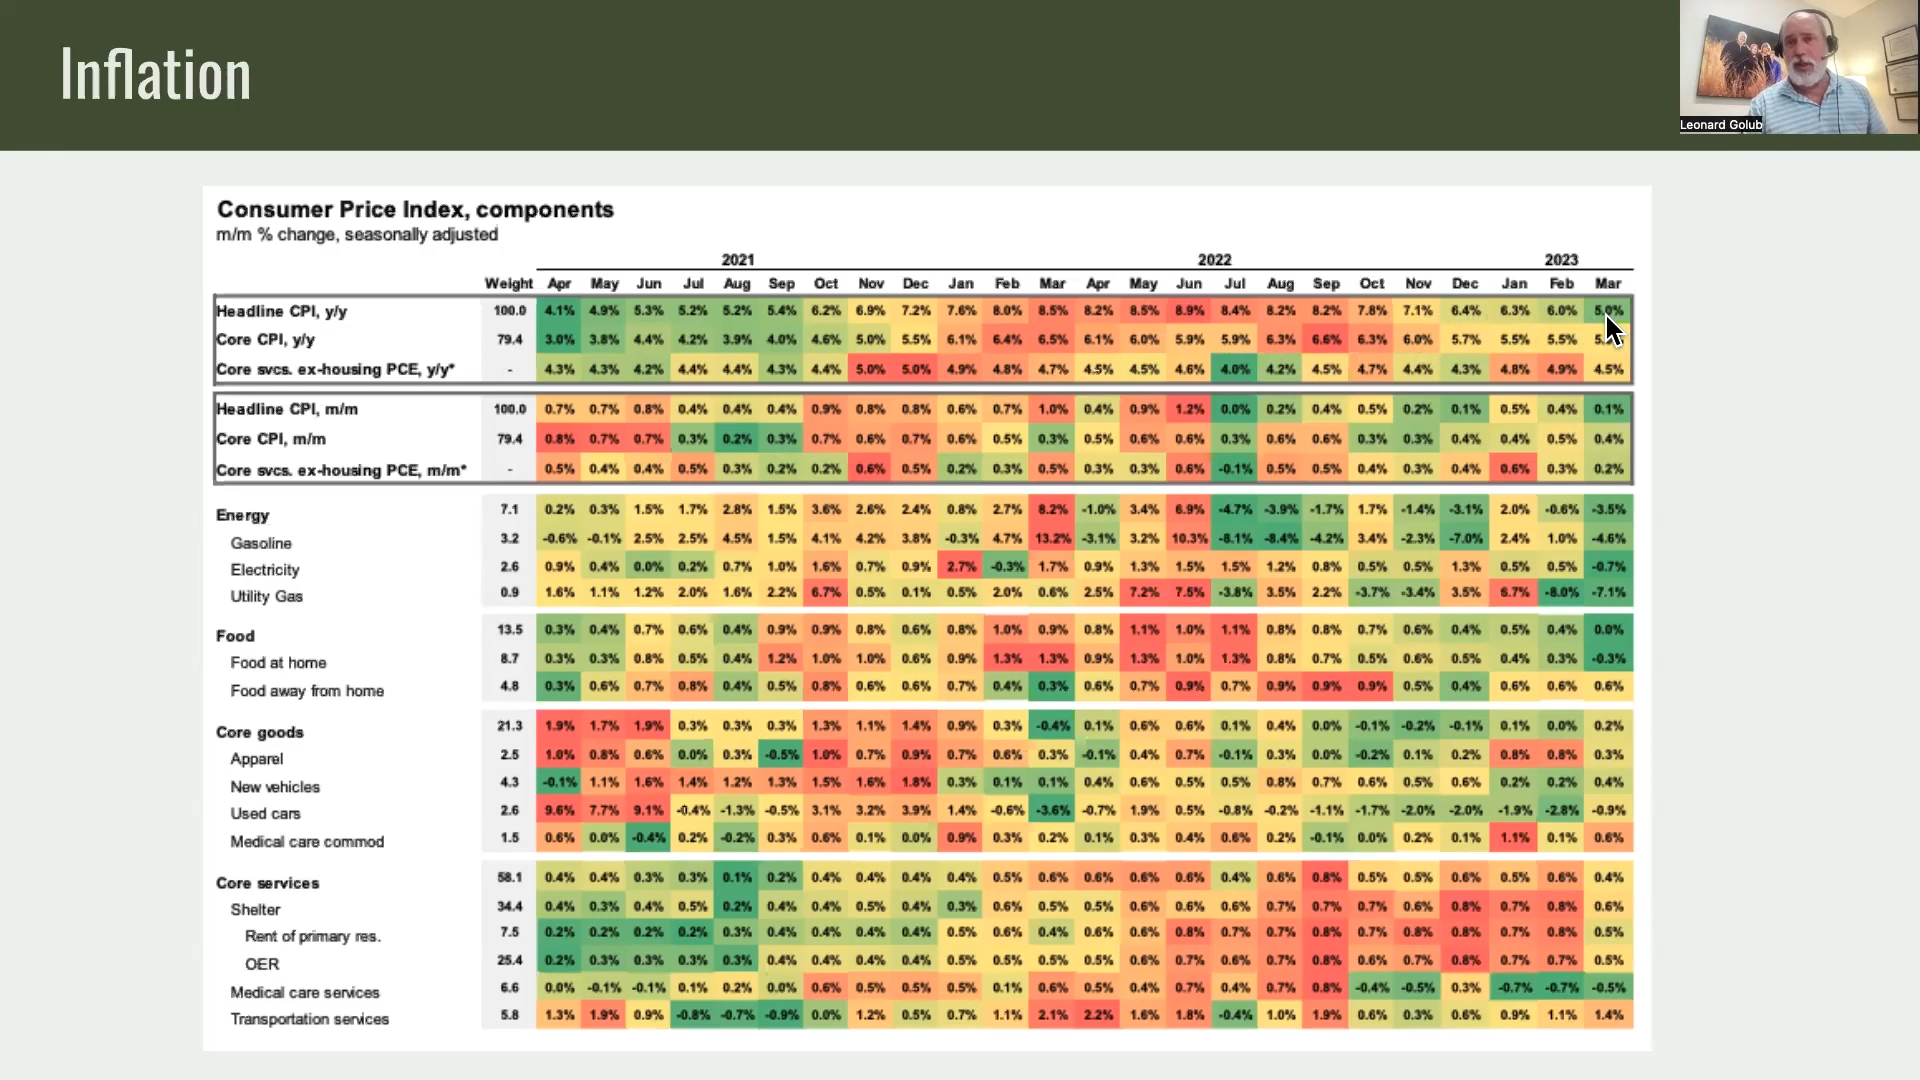 Inflation
Leonard Golub
Consumer Price Index, components
m/m % change, seasonally adjusted
2021 2022 2023
Weight Apr May Jun Jul Aug Sep Oct Nov Dec Jan Feb Mar Apr May Jun Jul Aug Sep Oct Nov Dec Jan Feb Mar
Headline CPI, y/y 100.0 4.1% 4.9% 5.3% 5.2% 5.2% 5.4% 6.2% 6.9% 7.2% 7.6% 8.0% 8.5% 8.2% 8.5% 8.9% 8.4% 8.2% 8.2% 7.8% 7.1% 6.4% 6.3% 6.0% 5.0%
Core CPI, y/y 79.4 3.0% 3.8% 4.4% 4.2% 3.9% 4.0% 4.6% 5.0% 5.5% 6.1% 6.4% 6.5% 6.1% 6.0% 5.9% 5.9% 6.3% 6.6% 6.3% 6.0% 5.7% 5.5% 5.5%
Core svcs. ex-housing PCE, y/y* - 4.3% 4.3% 4.2% 4.4% 4.4% 4.3% 4.4% 5.0% 5.0% 4.9% 4.8% 4.7% 4.5% 4.5% 4.6% 4.0% 4.2% 4.5% 4.7% 4.4% 4.3% 4.8% 4.9% 4.5%
Headline CPI, m/m 100.0 0.7% 0.7% 0.8% 0.4% 0.4% 0.4% 0.9% 0.8% 0.8% 0.6% 0.7% 1.0% 0.4% 0.9% 1.2% 0.0% 0.2% 0.4% 0.5% 0.2% 0.1% 0.5% 0.4% 0.1%
Core CPI, m/m 79.4 0.8% 0.7% 0.7% 0.3% 0.2% 0.3% 0.7% 0.6% 0.7% 0.6% 0.5% 0.3% 0.5% 0.6% 0.6% 0.3% 0.6% 0.6% 0.3% 0.3% 0.4% 0.4% 0.5% 0.4%
Core svcs. ex-housing PCE, m/m* - 0.5% 0.4% 0.4% 0.5% 0.3% 0.2% 0.2% 0.6% 0.5% 0.2% 0.3% 0.5% 0.3% 0.3% 0.6% -0.1% 0.5% 0.5% 0.4% 0.3% 0.4% 0.6% 0.3% 0.2%
Energy 7.1 0.2% 0.3% 1.5% 1.7% 2.8% 1.5% 3.6% 2.6% 2.4% 0.8% 2.7% 8.2% -1.0% 3.4% 6.9% -4.7% -3.9% -1.7% 1.7% -1.4% -3.1% 2.0% -0.6% -3.5%
Gasoline 3.2 -0.6% -0.1% 2.5% 2.5% 4.5% 1.5% 4.1% 4.2% 3.8% -0.3% 4.7% 13.2% -3.1% 3.2% 10.3% -8.1% -8.4% -4.2% 3.4% -2.3% -7.0% 2.4% 1.0% -4.6%
Electricity 2.6 0.9% 0.4% 0.0% 0.2% 0.7% 1.0% 1.6% 0.7% 0.9% 2.7% -0.3% 1.7% 0.9% 1.3% 1.5% 1.5% 1.2% 0.8% 0.5% 0.5% 1.3% 0.5% 0.5% -0.7%
Utility Gas 0.9 1.6% 1.1% 1.2% 2.0% 1.6% 2.2% 6.7% 0.5% 0.1% 0.5% 2.0% 0.6% 2.5% 7.2% 7.5% -3.8% 3.5% 2.2% -3.7% -3.4% 3.5% 6.7% -8.0% -7.1%
Food 13.5 0.3% 0.4% 0.7% 0.6% 0.4% 0.9% 0.9% 0.8% 0.6% 0.8% 1.0% 0.9% 0.8% 1.1% 1.0% 1.1% 0.8% 0.8% 0.7% 0.6% 0.4% 0.5% 0.4% 0.0%
Food at home 8.7 0.3% 0.3% 0.8% 0.5% 0.4% 1.2% 1.0% 1.0% 0.6% 0.9% 1.3% 1.3% 0.9% 1.3% 1.0% 1.3% 0.8% 0.7% 0.5% 0.6% 0.5% 0.4% 0.3% -0.3%
Food away from home 4.8 0.3% 0.6% 0.7% 0.8% 0.4% 0.5% 0.8% 0.6% 0.6% 0.7% 0.4% 0.3% 0.6% 0.7% 0.9% 0.7% 0.9% 0.9% 0.9% 0.5% 0.4% 0.6% 0.6% 0.6%
Core goods 21.3 1.9% 1.7% 1.9% 0.3% 0.3% 0.3% 1.3% 1.1% 1.4% 0.9% 0.3% -0.4% 0.1% 0.6% 0.6% 0.1% 0.4% 0.0% -0.1% -0.2% -0.1% 0.1% 0.0% 0.2%
Apparel 2.5 1.0% 0.8% 0.6% 0.0% 0.3% -0.5% 1.0% 0.7% 0.9% 0.7% 0.6% 0.3% -0.1% 0.4% 0.7% -0.1% 0.3% 0.0% -0.2% 0.1% 0.2% 0.8% 0.8% 0.3%
New vehicles 4.3 -0.1% 1.1% 1.6% 1.4% 1.2% 1.3% 1.5% 1.6% 1.8% 0.3% 0.1% 0.1% 0.4% 0.6% 0.5% 0.5% 0.8% 0.7% 0.6% 0.5% 0.6% 0.2% 0.2% 0.4%
Used cars 2.6 9.6% 7.7% 9.1% -0.4% -1.3% -0.5% 3.1% 3.2% 3.9% 1.4% -0.6% -3.6% -0.7% 1.9% 0.5% -0.8% -0.2% -1.1% -1.7% -2.0% -2.0% -1.9% -2.8% -0.9%
Medical care commod 1.5 0.6% 0.0% -0.4% 0.2% -0.2% 0.3% 0.6% 0.1% 0.0% 0.9% 0.3% 0.2% 0.1% 0.3% 0.4% 0.6% 0.2% -0.1% 0.0% 0.2% 0.1% 1.1% 0.1% 0.6%
Core services 58.1 0.4% 0.4% 0.3% 0.3% 0.1% 0.2% 0.4% 0.4% 0.4% 0.4% 0.5% 0.6% 0.6% 0.6% 0.6% 0.4% 0.6% 0.8% 0.5% 0.5% 0.6% 0.5% 0.6% 0.4%
Shelter 34.4 0.4% 0.3% 0.4% 0.5% 0.2% 0.4% 0.4% 0.5% 0.4% 0.3% 0.6% 0.5% 0.5% 0.6% 0.6% 0.6% 0.7% 0.7% 0.7% 0.6% 0.8% 0.7% 0.8% 0.6%
Rent of primary res. 7.5 0.2% 0.2% 0.2% 0.2% 0.3% 0.4% 0.4% 0.4% 0.4% 0.5% 0.6% 0.4% 0.6% 0.6% 0.8% 0.7% 0.7% 0.8% 0.7% 0.8% 0.8% 0.7% 0.8% 0.5%
OER 25.4 0.2% 0.3% 0.3% 0.3% 0.3% 0.4% 0.4% 0.4% 0.4% 0.5% 0.5% 0.5% 0.5% 0.6% 0.7% 0.6% 0.7% 0.8% 0.6% 0.7% 0.8% 0.7% 0.7% 0.5%
Medical care services 6.6 0.0% -0.1% -0.1% 0.1% 0.2% 0.0% 0.6% 0.5% 0.5% 0.5% 0.1% 0.6% 0.5% 0.4% 0.7% 0.4% 0.7% 0.8% -0.4% -0.5% 0.3% -0.7% -0.7% -0.5%
Transportation services 5.8 1.3% 1.9% 0.9% -0.8% -0.7% -0.9% 0.0% 1.2% 0.5% 0.7% 1.1% 2.1% 2.2% 1.6% 1.8% -0.4% 1.0% 1.9% 0.6% 0.3% 0.6% 0.9% 1.1% 1.4%